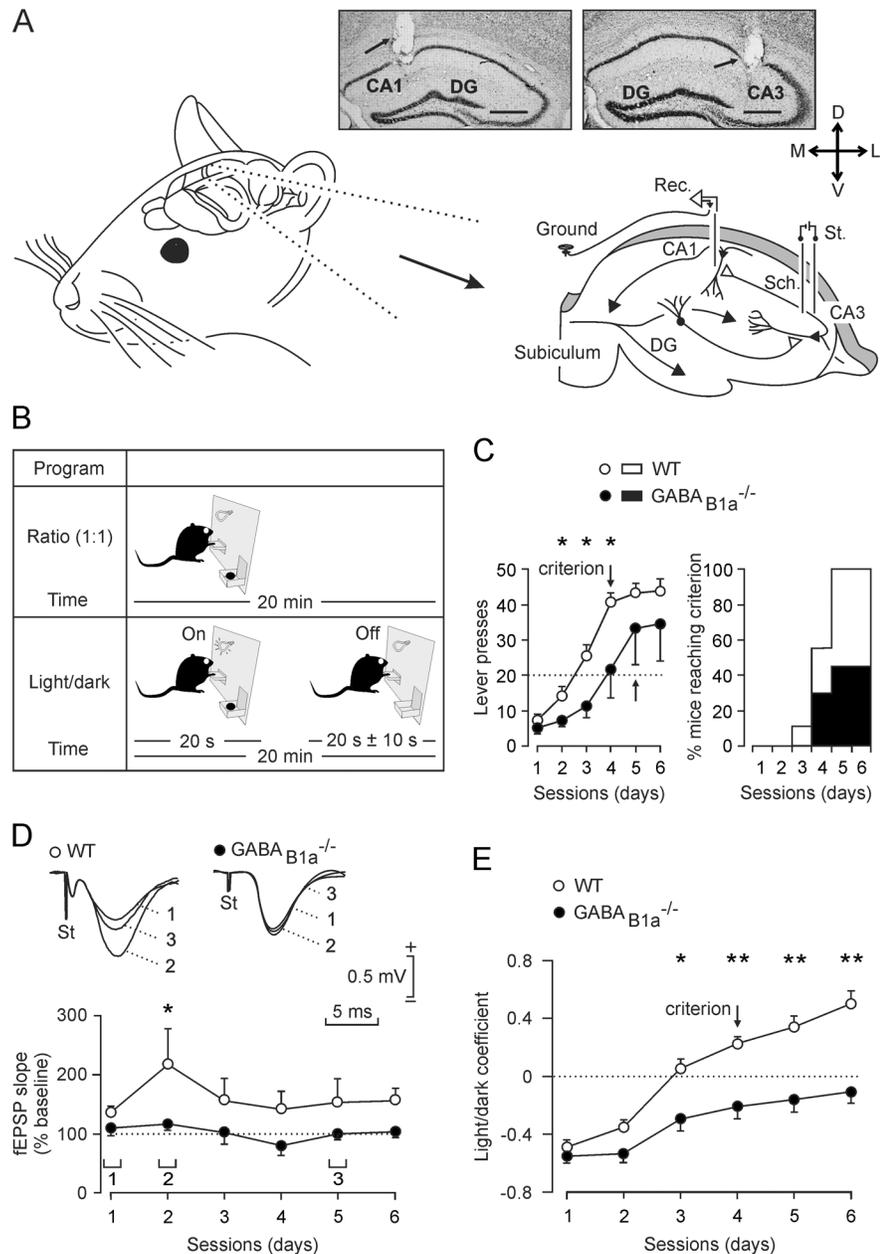 A
CA1 DG
DG CA3
D
M L
V
Rec.
Ground
St.
CA1
Sch.
CA3
Subiculum
DG
B
Program
Ratio (1:1)
Time
20 min
On Off
Light/dark
Time
20 s 20 s ± 10 s
20 min
C
WT
GABA B1a -/-
* * *
criterion
Lever presses
50
40
30
20
10
0
1 2 3 4 5 6
Sessions (days)
% mice reaching criterion
100
80
60
40
20
0
1 2 3 4 5 6
Sessions (days)
D
WT
GABA B1a -/-
St
1
3
2
St
3
1
2
+
0.5 mV
–
5 ms
*
fEPSP slope
(% baseline)
300
200
100
0
1 2 3
1 2 3 4 5 6
Sessions (days)
E
WT
GABA B1a -/-
* ** ** **
criterion
Light/dark coefficient
0.8
0.4
0
-0.4
-0.8
1 2 3 4 5 6
Sessions (days)